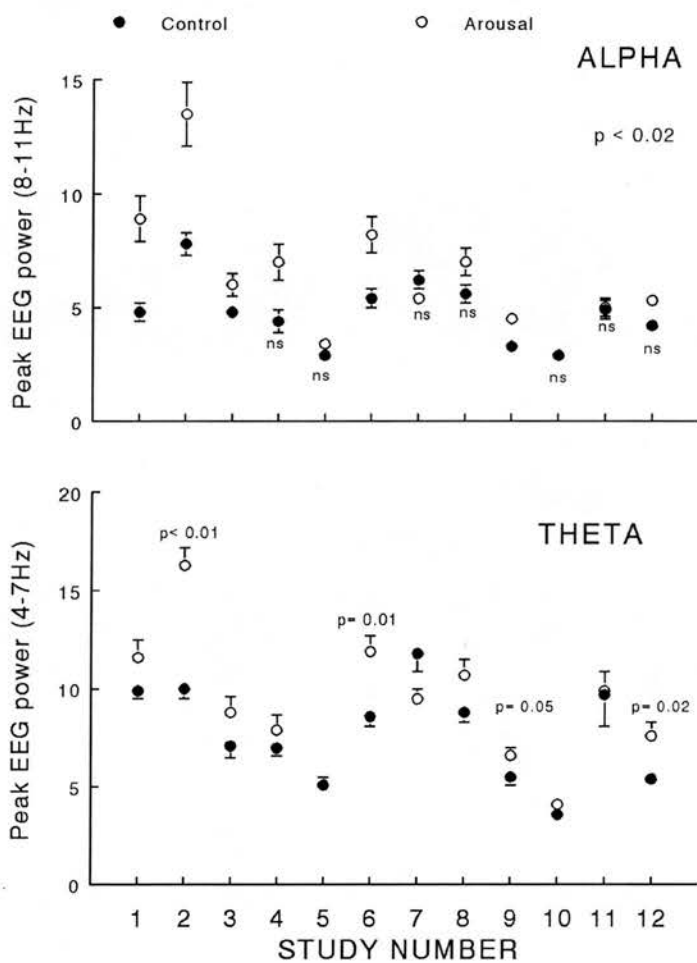 Control Arousal
ALPHA
15
p < 0.02
10
5
ns ns
ns ns ns ns ns
0
Peak EEG power (8-11Hz)
20
p< 0.01
THETA
15
p= 0.01
10
p= 0.05 p= 0.02
5
0
Peak EEG power (4-7Hz)
1 2 3 4 5 6 7 8 9 10 11 12
STUDY NUMBER